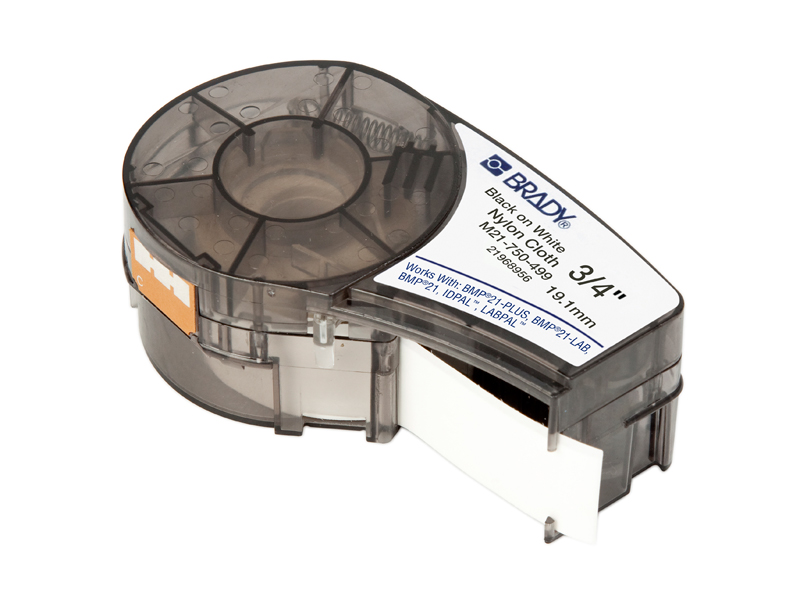 BRADY®
Black on White
Nylon Cloth
M21-750-499
21968956
3/4"
19.1mm
Works With: BMP®21-PLUS, BMP®21-LAB,
BMP®21, IDPAL™, LABPAL™